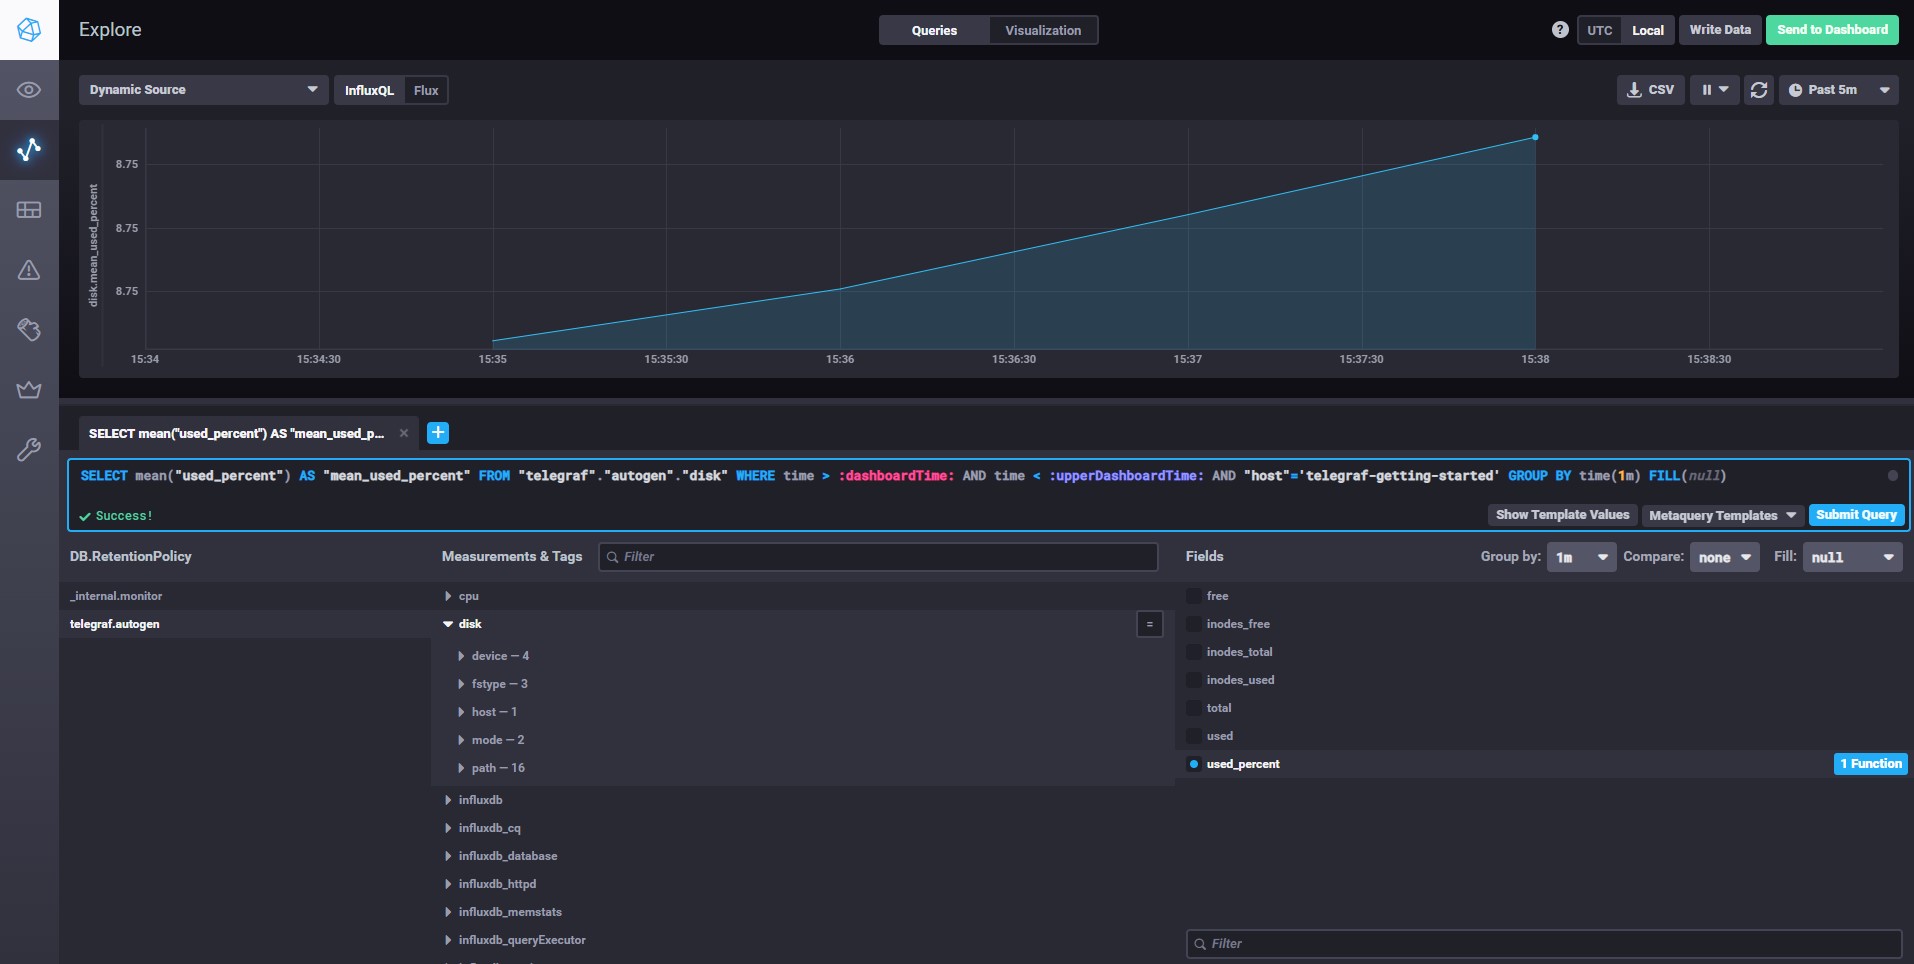 Explore
Queries
Visualization
?
UTC
Local
Write Data
Send to Dashboard
Dynamic Source
InfluxQL
Flux
CSV
Past 5m
disk.mean_used_percent
8.75
8.75
8.75
15:34
15:34:30
15:35
15:35:30
15:36
15:36:30
15:37
15:37:30
15:38
15:38:30
SELECT mean("used_percent") AS "mean_used_p...
SELECT mean("used_percent") AS "mean_used_percent" FROM "telegraf"."autogen"."disk" WHERE time > :dashboardTime: AND time < :upperDashboardTime: AND "host"='telegraf-getting-started' GROUP BY time(1m) FILL(null)
Success!
Show Template Values
Metaquery Templates
Submit Query
DB.RetentionPolicy
_internal.monitor
telegraf.autogen
Measurements & Tags
Filter
cpu
disk
=
device — 4
fstype — 3
host — 1
mode — 2
path — 16
influxdb
influxdb_cq
influxdb_database
influxdb_httpd
influxdb_memstats
influxdb_queryExecutor
Fields
Group by: 1m
Compare: none
Fill: null
free
inodes_free
inodes_total
inodes_used
total
used
used_percent
1 Function
Filter